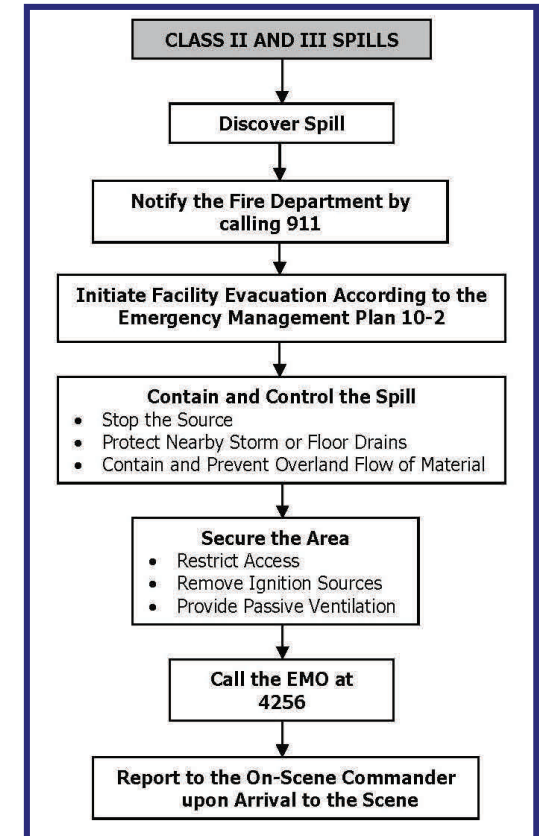 CLASS II AND III SPILLS
Discover Spill
Notify the Fire Department by
calling 911
Initiate Facility Evacuation According to the
Emergency Management Plan 10-2
Contain and Control the Spill
• Stop the Source
• Protect Nearby Storm or Floor Drains
• Contain and Prevent Overland Flow of Material
Secure the Area
• Restrict Access
• Remove Ignition Sources
• Provide Passive Ventilation
Call the EMO at
4256
Report to the On-Scene Commander
upon Arrival to the Scene